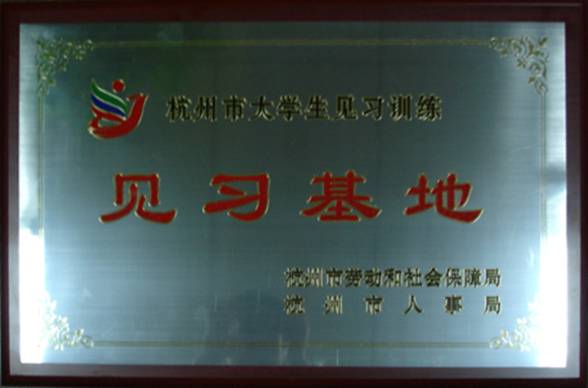 杭州市大学生见习训练
见习基地
杭州市劳动和社会保障局
杭州市人事局